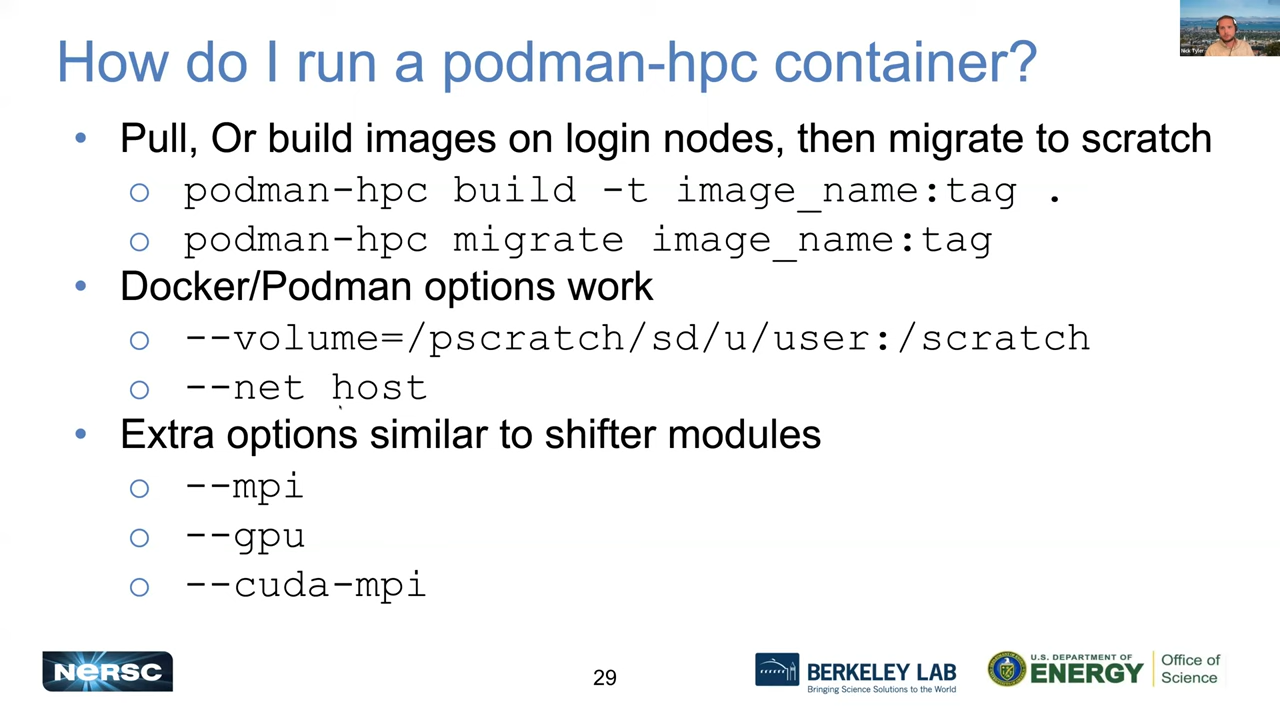 Nick Tyler
How do I run a podman-hpc container?
• Pull, Or build images on login nodes, then migrate to scratch
o podman-hpc build -t image_name:tag .
o podman-hpc migrate image_name:tag
• Docker/Podman options work
o --volume=/pscratch/sd/u/user:/scratch
o --net host
• Extra options similar to shifter modules
o --mpi
o --gpu
o --cuda-mpi
NERSC
29
BERKELEY LAB
Bringing Science Solutions to the World
U.S. DEPARTMENT OF
ENERGY
Office of
Science